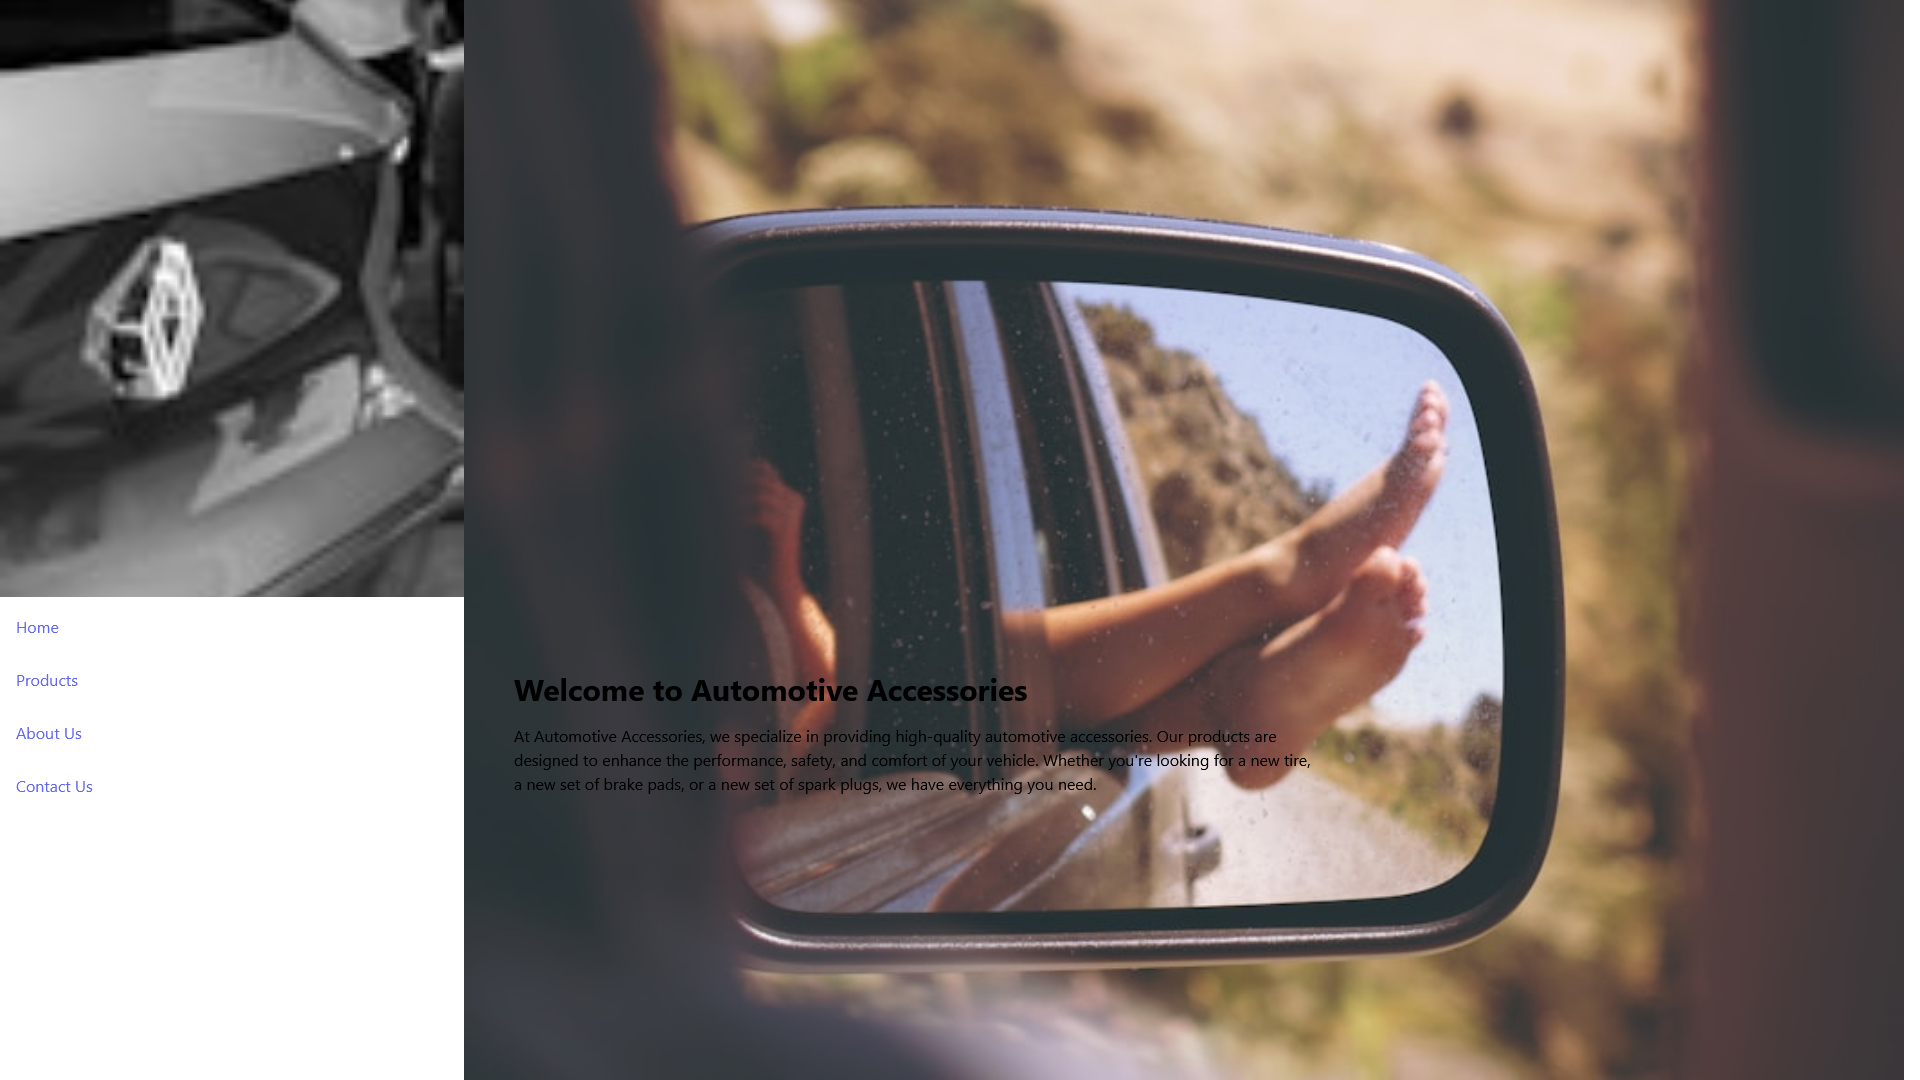 Home
Products
About Us
Contact Us
Welcome to Automotive Accessories
At Automotive Accessories, we specialize in providing high-quality automotive accessories. Our products are
designed to enhance the performance, safety, and comfort of your vehicle. Whether you're looking for a new tire,
a new set of brake pads, or a new set of spark plugs, we have everything you need.